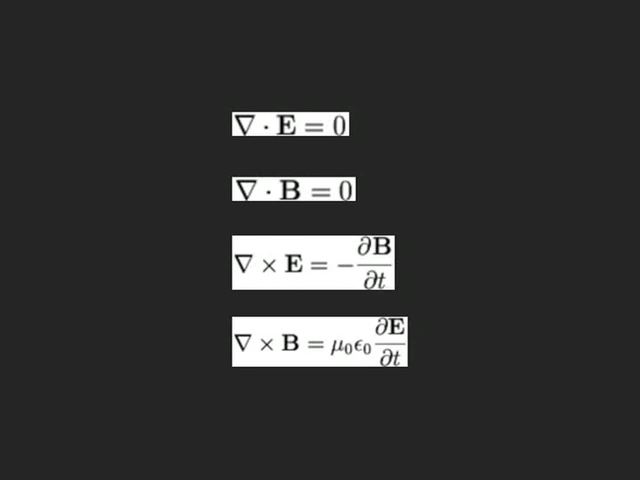 ∇ · E = 0
∇ · B = 0
∇ × E = −∂B/∂t
∇ × B = μ₀ϵ₀ ∂E/∂t